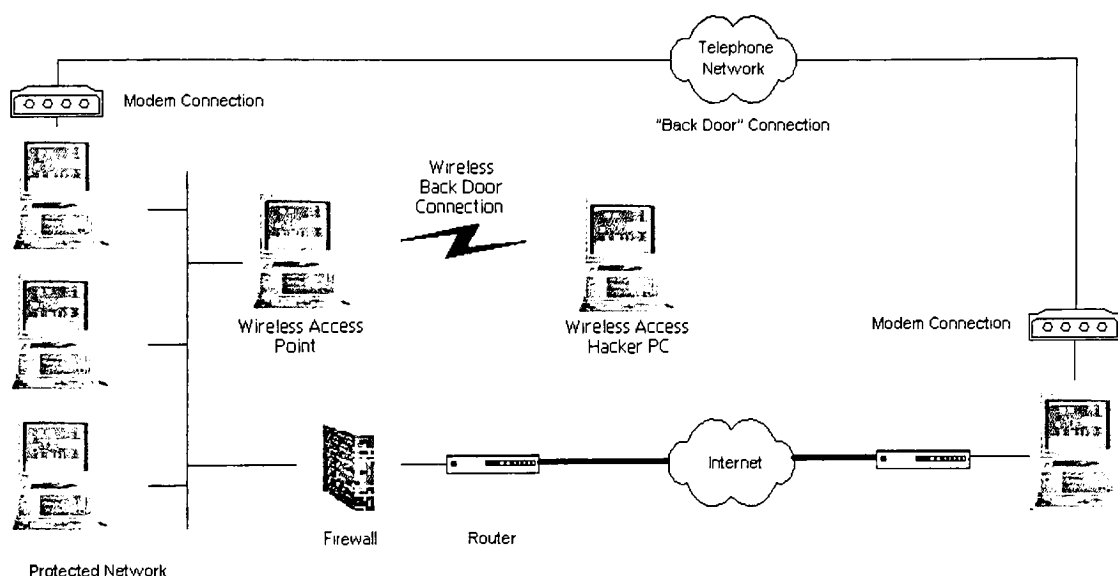 Telephone
Network
Modem Connection
"Back Door" Connection
Wireless
Back Door
Connection
Wireless Access
Point
Wireless Access
Hacker PC
Modem Connection
Internet
Firewall
Router
Protected Network